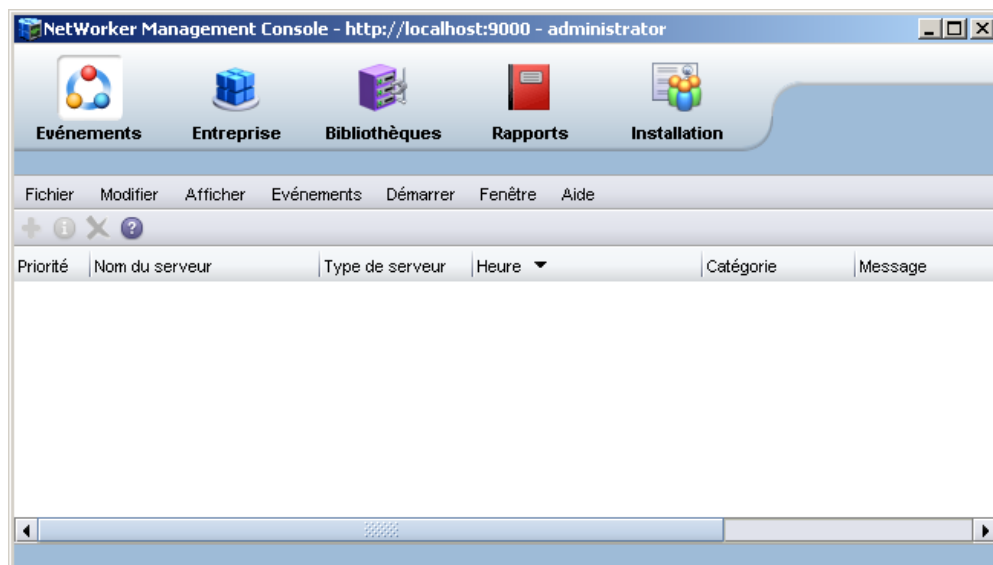 NetWorker Management Console - http://localhost:9000 - administrator
Evénements Entreprise Bibliothèques Rapports Installation
Fichier Modifier Afficher Evénements Démarrer Fenêtre Aide
Priorité Nom du serveur Type de serveur Heure Catégorie Message